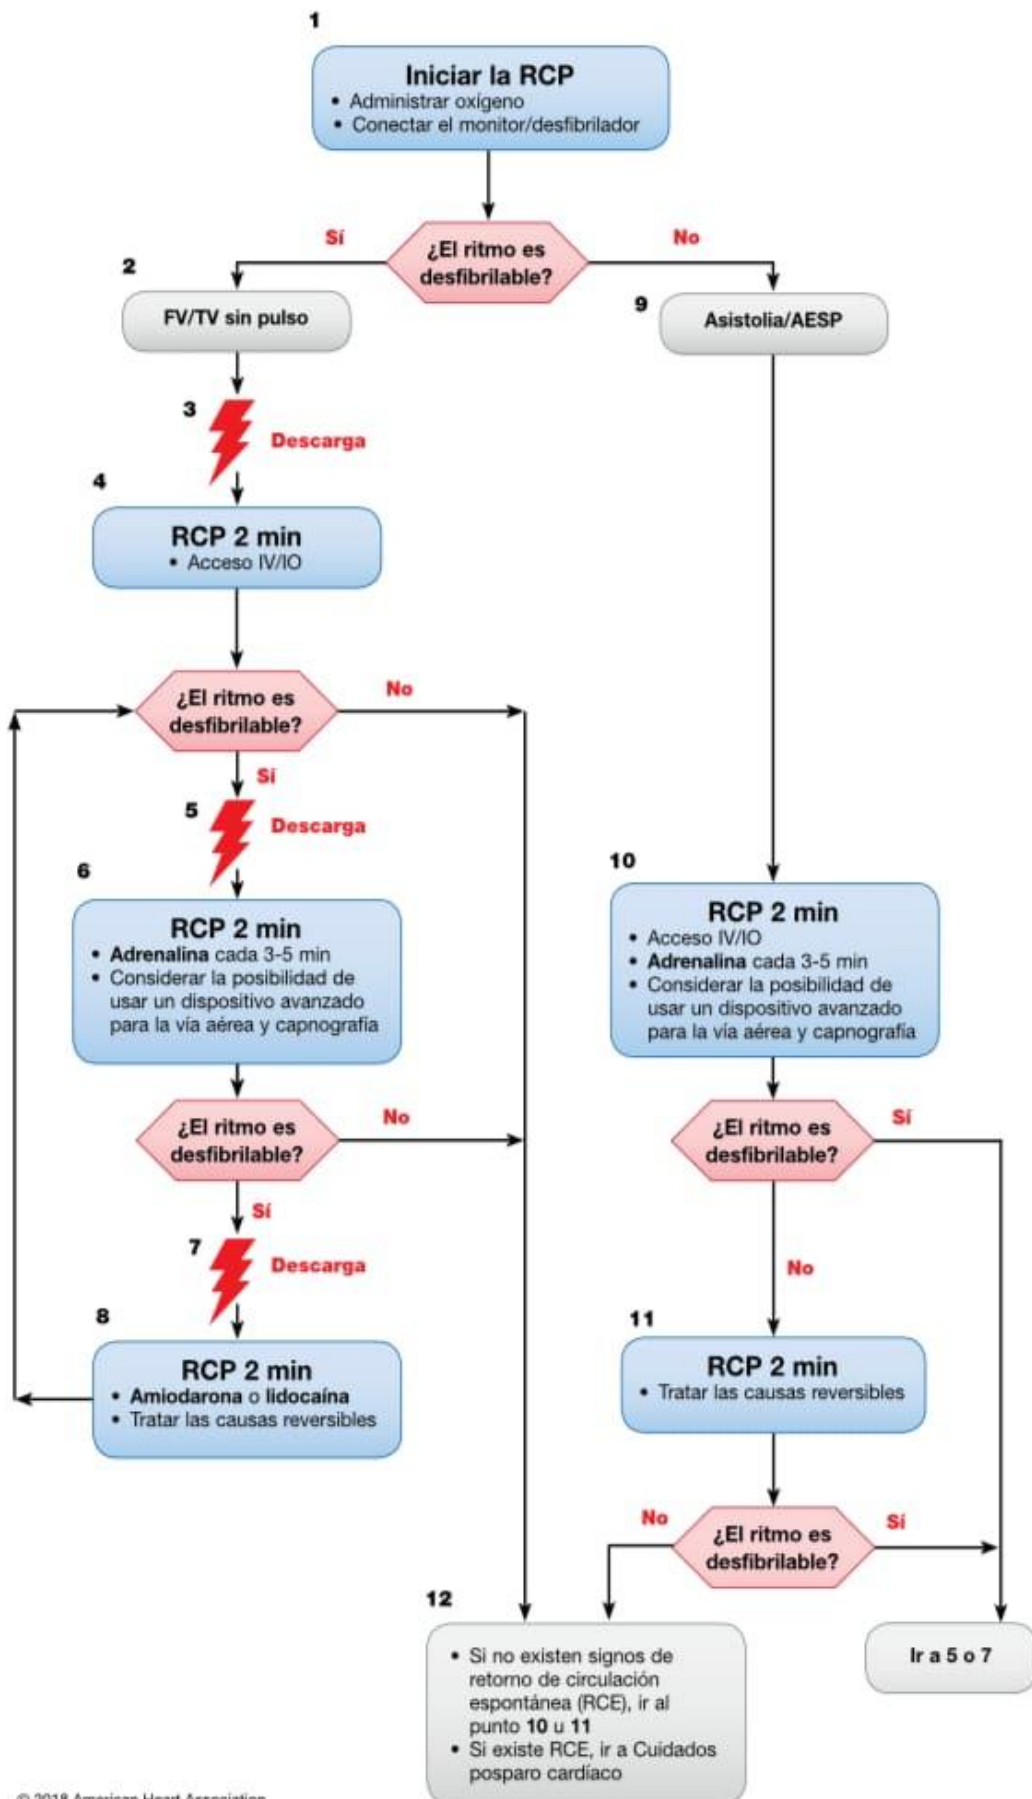 1
Iniciar la RCP
• Administrar oxígeno
• Conectar el monitor/desfibrilador
¿El ritmo es
desfibrilable?
Sí
No
2
FV/TV sin pulso
3
Descarga
4
RCP 2 min
• Acceso IV/IO
¿El ritmo es
desfibrilable?
No
Sí
5
Descarga
6
RCP 2 min
• Adrenalina cada 3-5 min
• Considerar la posibilidad de
usar un dispositivo avanzado
para la vía aérea y capnografía
¿El ritmo es
desfibrilable?
No
Sí
7
Descarga
8
RCP 2 min
• Amiodarona o lidocaína
• Tratar las causas reversibles
9
Asistolia/AESP
10
RCP 2 min
• Acceso IV/IO
• Adrenalina cada 3-5 min
• Considerar la posibilidad de
usar un dispositivo avanzado
para la vía aérea y capnografía
¿El ritmo es
desfibrilable?
Sí
No
11
RCP 2 min
• Tratar las causas reversibles
¿El ritmo es
desfibrilable?
No
Sí
12
• Si no existen signos de
retorno de circulación
espontánea (RCE), ir al
punto 10 u 11
• Si existe RCE, ir a Cuidados
posparo cardíaco
Ir a 5 o 7
© 2018 American Heart Association